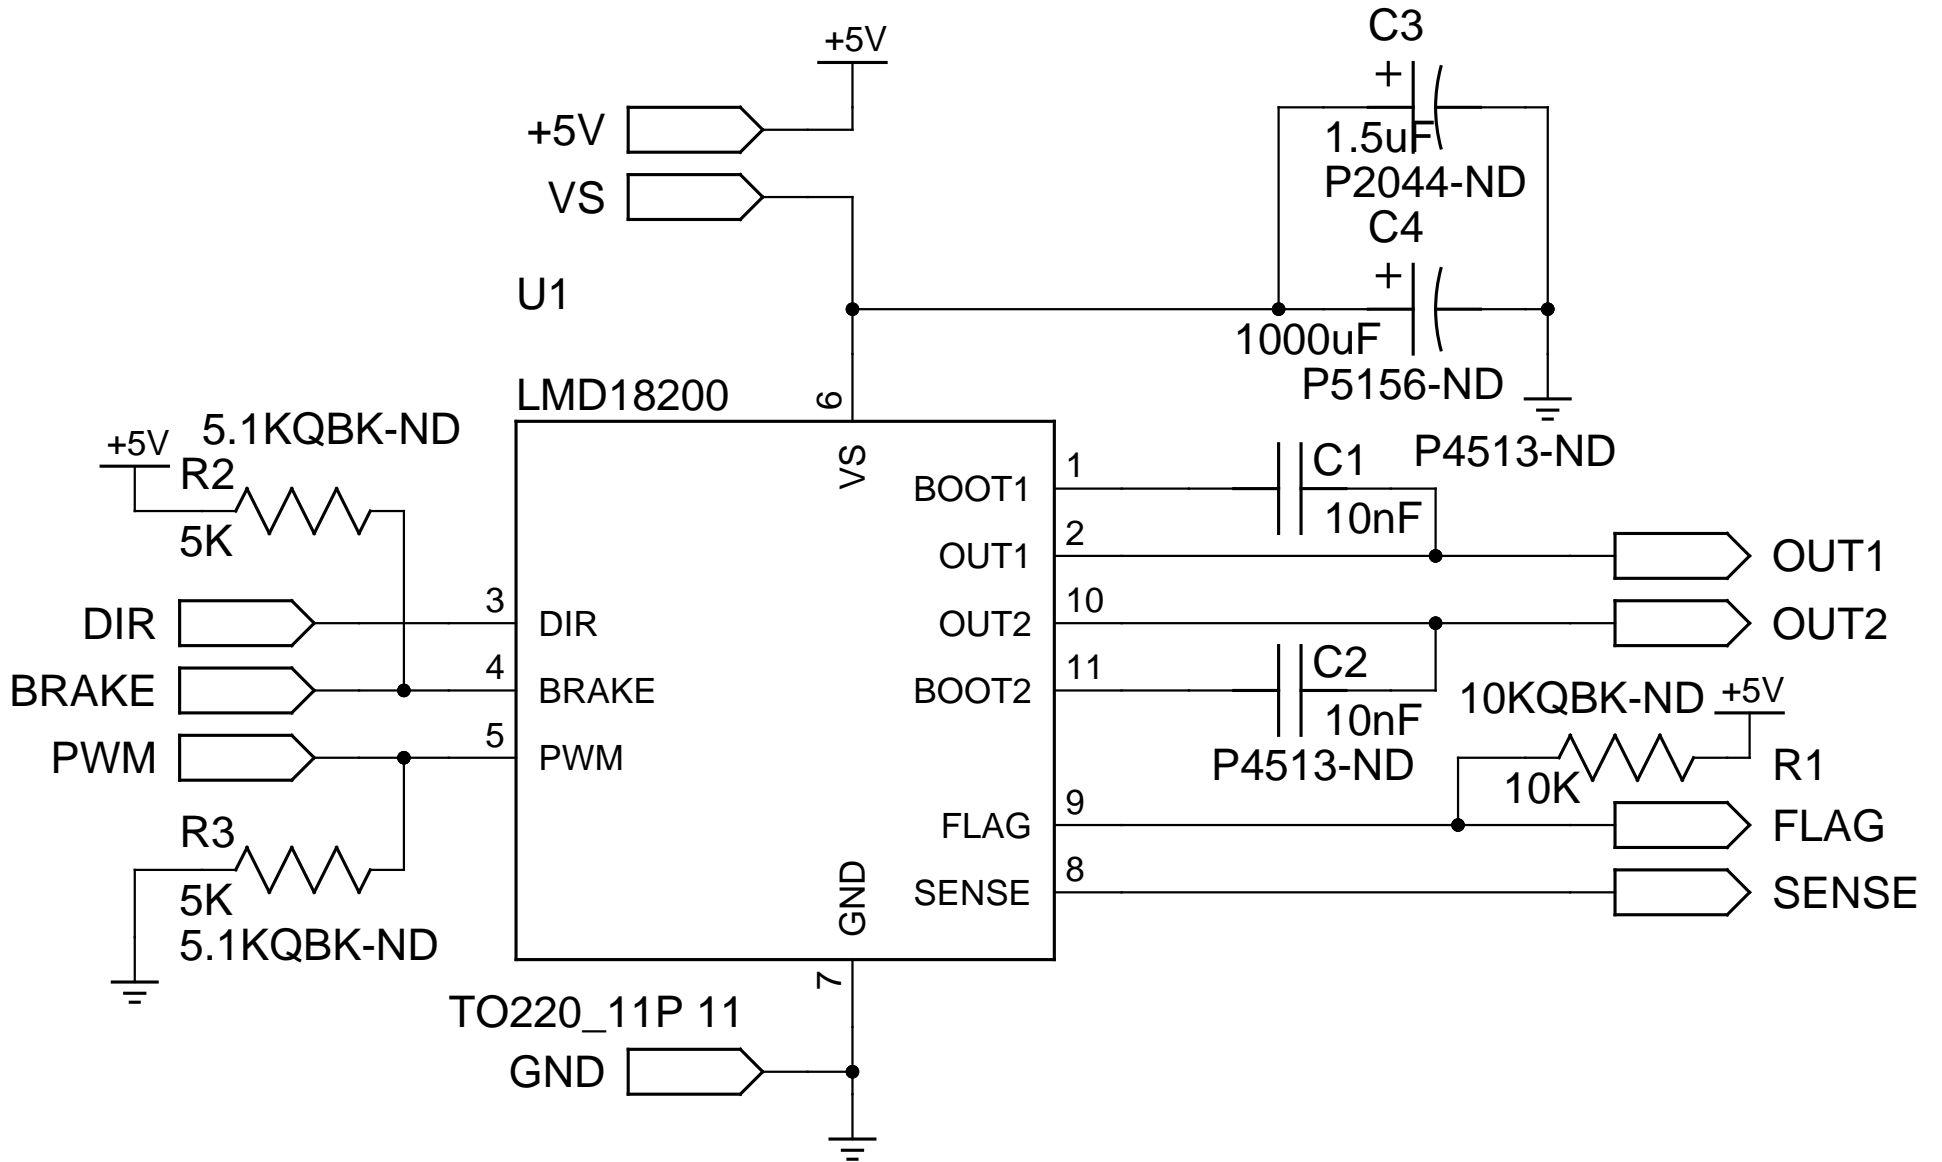 C3
+5V
+
+5V
1.5uF
P2044-ND
VS
C4
+
U1
1000uF
P5156-ND
LMD18200
6
5.1KQBK-ND
+5V
R2
5K
VS
P4513-ND
BOOT1
1
C1
10nF
OUT1
2
OUT1
DIR
3
DIR
OUT2
10
OUT2
BRAKE
4
BRAKE
BOOT2
11
C2
10nF
P4513-ND
10KQBK-ND
+5V
PWM
5
PWM
R1
10K
R3
FLAG
9
FLAG
5K
5.1KQBK-ND
GND
SENSE
8
SENSE
7
TO220_11P 11
GND